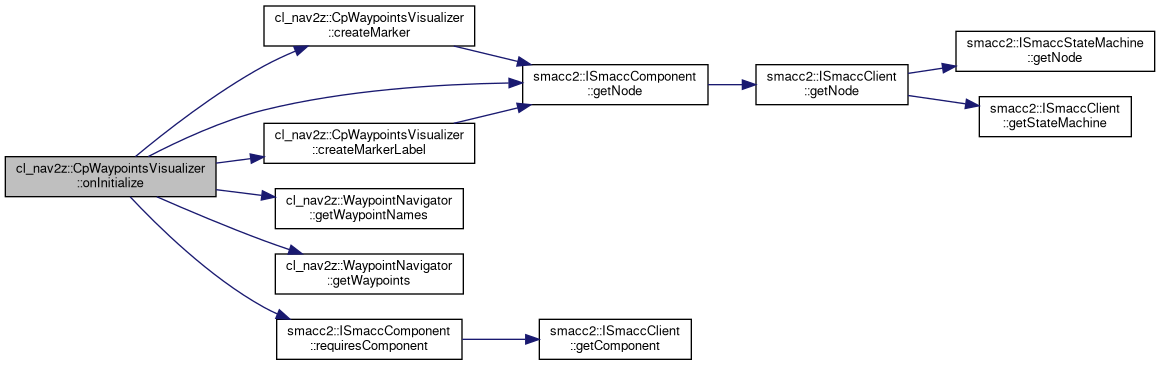 cl_nav2z::CpWaypointsVisualizer
::createMarker
smacc2::ISmaccStateMachine
::getNode
smacc2::ISmaccComponent
::getNode
smacc2::ISmaccClient
::getNode
smacc2::ISmaccClient
::getStateMachine
cl_nav2z::CpWaypointsVisualizer
::createMarkerLabel
cl_nav2z::CpWaypointsVisualizer
::onInitialize
cl_nav2z::WaypointNavigator
::getWaypointNames
cl_nav2z::WaypointNavigator
::getWaypoints
smacc2::ISmaccComponent
::requiresComponent
smacc2::ISmaccClient
::getComponent